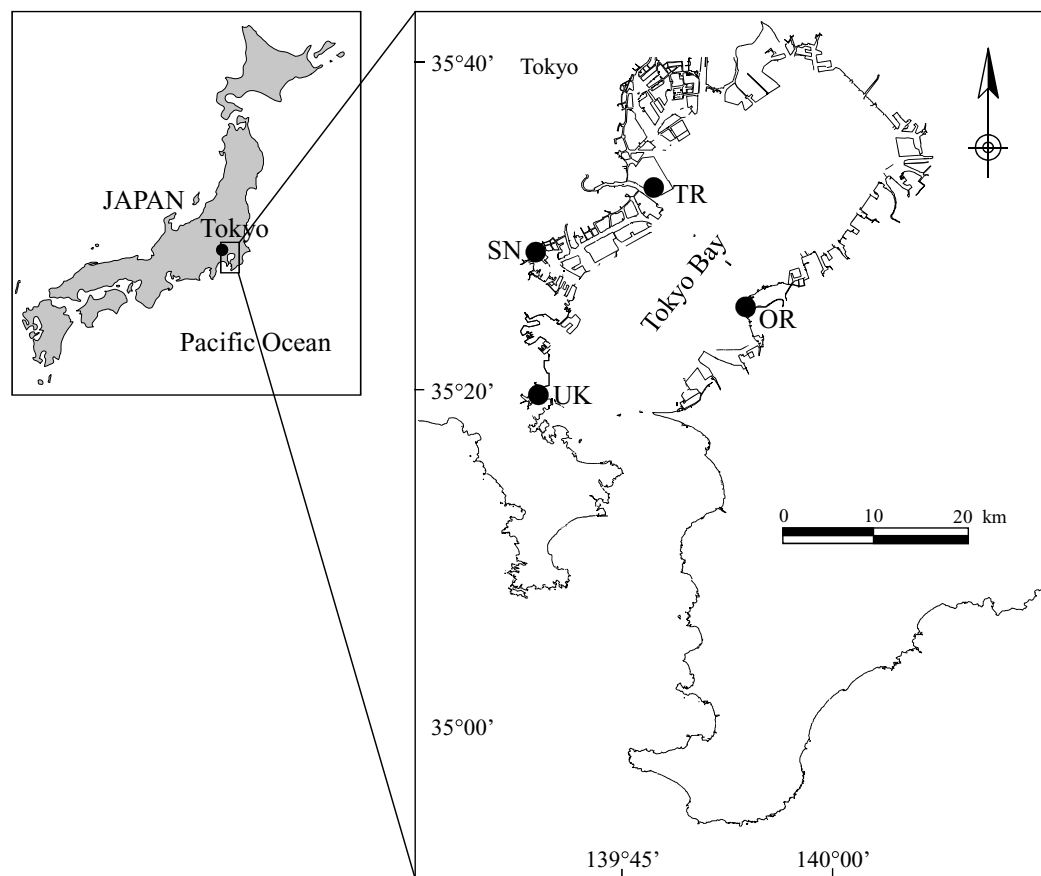 JAPAN
Tokyo
Pacific Ocean
35°40’
Tokyo
TR
SN
Tokyo Bay
OR
35°20’
UK
0 10 20 km
35°00’
139°45’ 140°00’